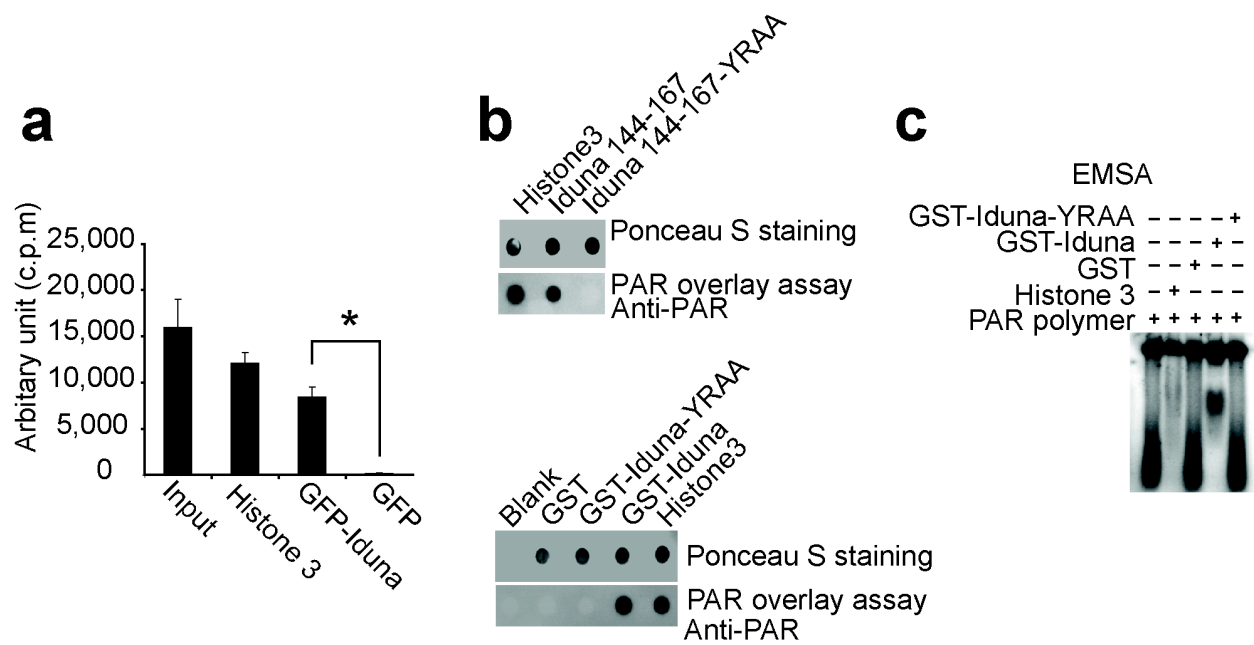 a
Arbitary unit (c.p.m)
25,000
20,000
15,000
10,000
5,000
0
*
Input
Histone 3
GFP-Iduna
GFP
b
Histone3
Iduna 144-167
Iduna 144-167-YRAA
Ponceau S staining
PAR overlay assay
Anti-PAR
Blank
GST
GST-Iduna-YRAA
GST-Iduna
Histone3
Ponceau S staining
PAR overlay assay
Anti-PAR
c
EMSA
GST-Iduna-YRAA – – – – +
GST-Iduna – – – + –
GST – – + – –
Histone 3 – + – – –
PAR polymer + + + + +